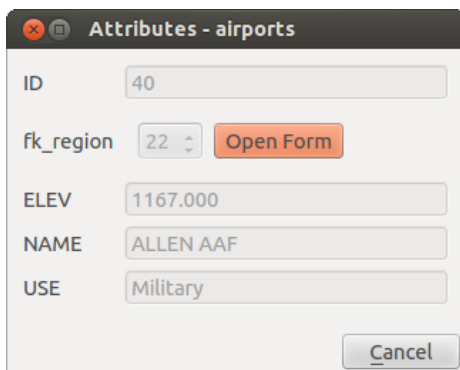 Attributes - airports
ID 40
fk_region 22 Open Form
ELEV 1167.000
NAME ALLEN AAF
USE Military
Cancel